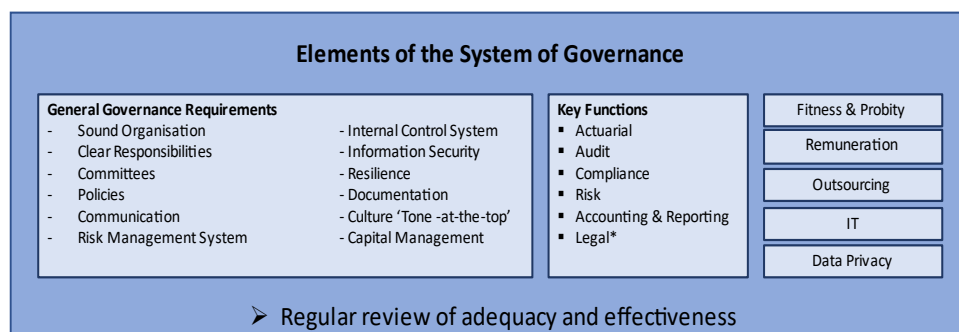 Elements of the System of Governance
General Governance Requirements
- Sound Organisation
- Clear Responsibilities
- Committees
- Policies
- Communication
- Risk Management System
- Internal Control System
- Information Security
- Resilience
- Documentation
- Culture ‘Tone -at-the-top’
- Capital Management
Key Functions
▪ Actuarial
▪ Audit
▪ Compliance
▪ Risk
▪ Accounting & Reporting
▪ Legal*
Fitness & Probity
Remuneration
Outsourcing
IT
Data Privacy
➢ Regular review of adequacy and effectiveness